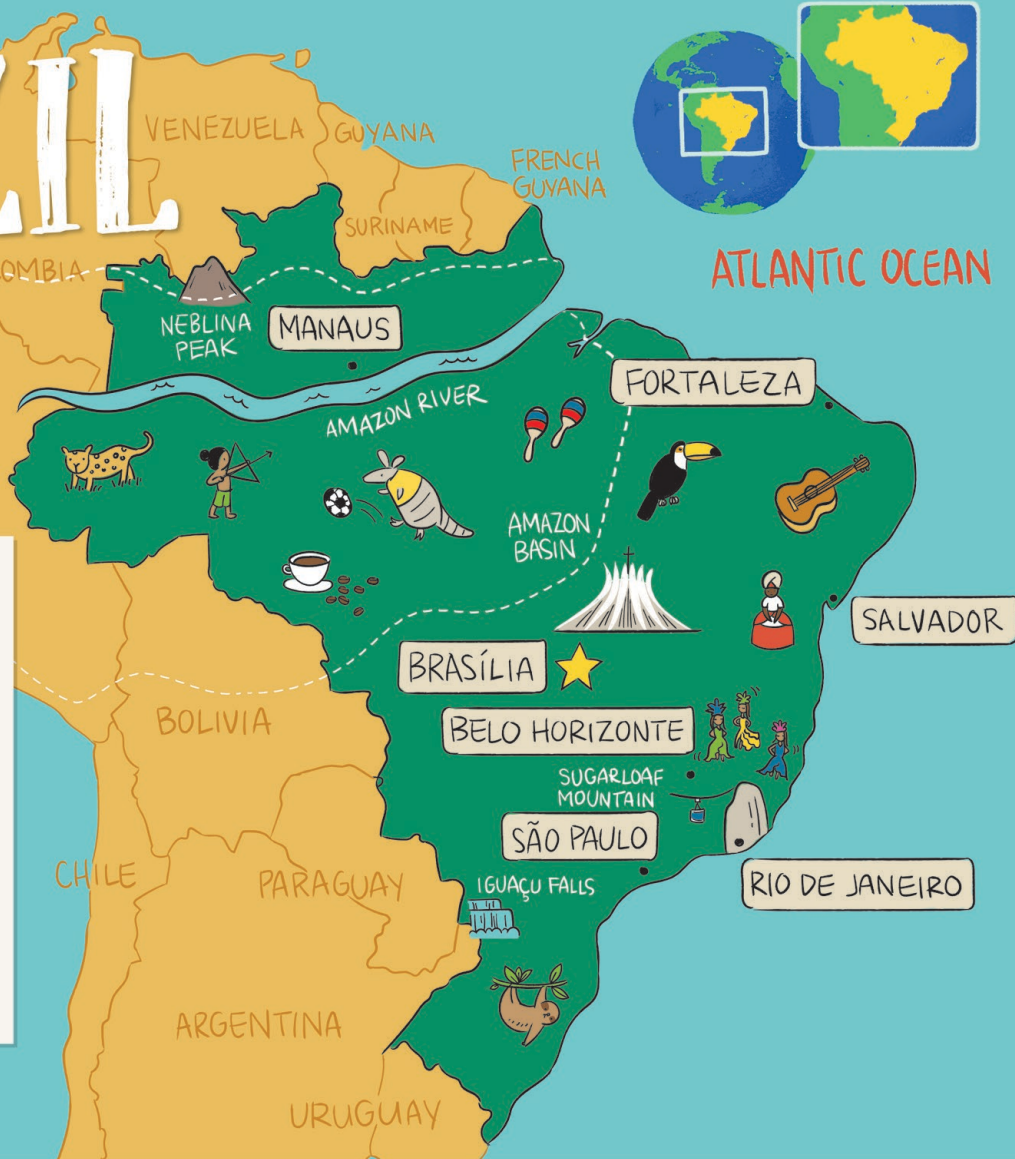 ZIL
VENEZUELA
GUYANA
FRENCH
GUYANA
SURINAME
OMBIA
ATLANTIC OCEAN
NEBLINA
PEAK
MANAUS
FORTALEZA
AMAZON RIVER
AMAZON
BASIN
SALVADOR
BRASÍLIA
BELO HORIZONTE
BOLIVIA
SUGARLOAF
MOUNTAIN
SÃO PAULO
CHILE
PARAGUAY
IGUAÇU FALLS
RIO DE JANEIRO
ARGENTINA
URUGUAY